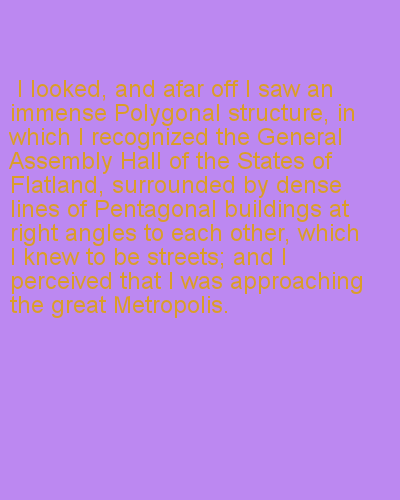 I looked, and afar off I saw an
immense Polygonal structure, in
which I recognized the General
Assembly Hall of the States of
Flatland, surrounded by dense
lines of Pentagonal buildings at
right angles to each other, which
I knew to be streets; and I
perceived that I was approaching
the great Metropolis.